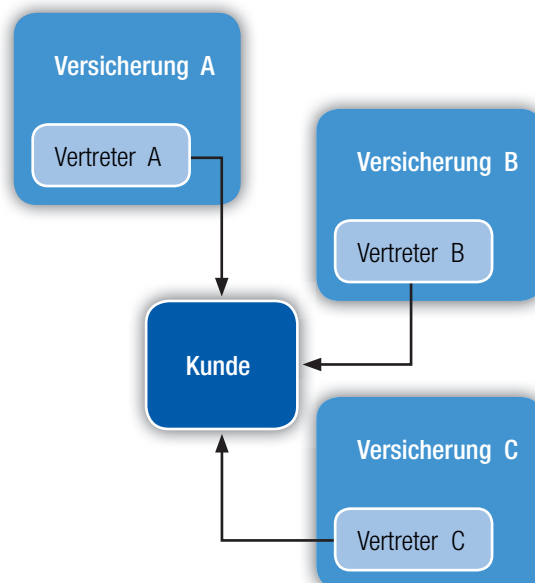 Versicherung A
Vertreter A
Versicherung B
Vertreter B
Kunde
Versicherung C
Vertreter C